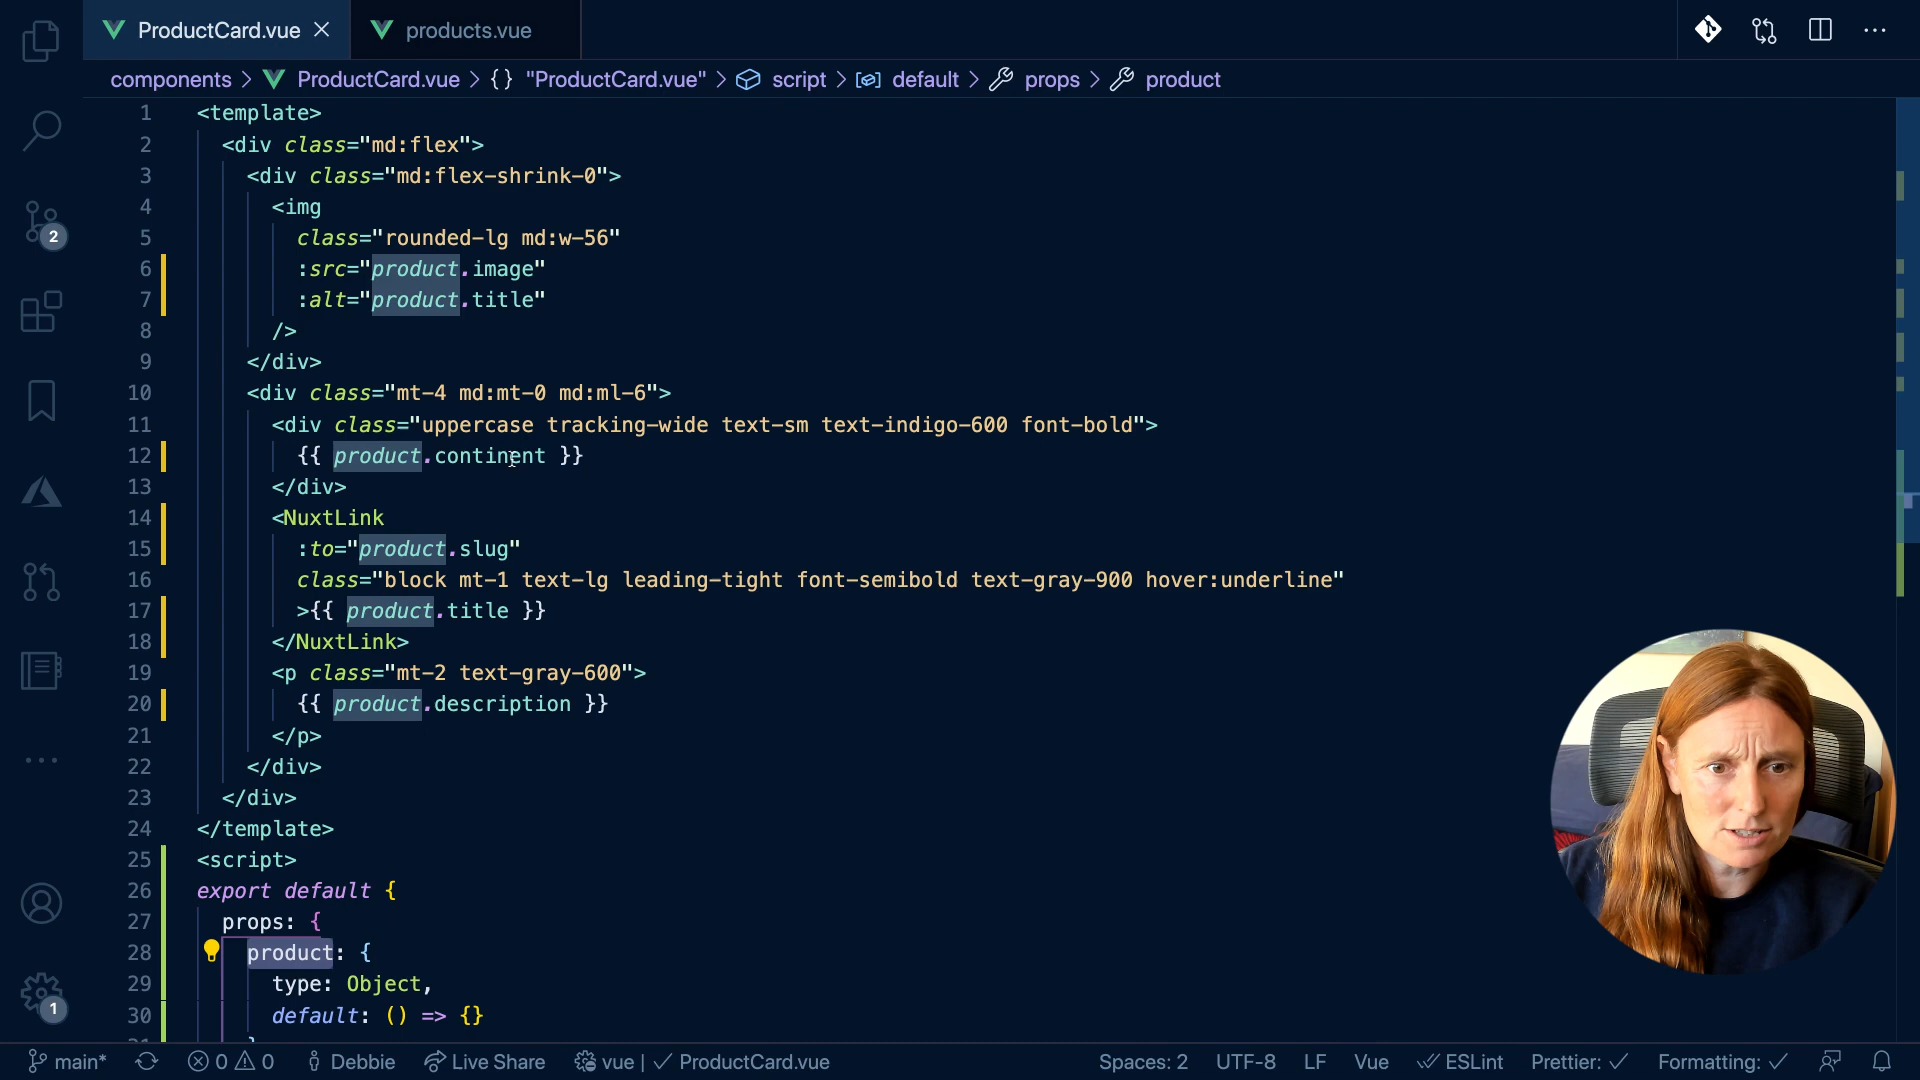 ProductCard.vue
products.vue
components > ProductCard.vue > {} "ProductCard.vue" > script > default > props > product
1 <template>
2 <div class="md:flex">
3 <div class="md:flex-shrink-0">
4 <img
5 class="rounded-lg md:w-56"
6 :src="product.image"
7 :alt="product.title"
8 />
9 </div>
10 <div class="mt-4 md:mt-0 md:ml-6">
11 <div class="uppercase tracking-wide text-sm text-indigo-600 font-bold">
12 {{ product.continent }}
13 </div>
14 <NuxtLink
15 :to="product.slug"
16 class="block mt-1 text-lg leading-tight font-semibold text-gray-900 hover:underline"
17 >{{ product.title }}
18 </NuxtLink>
19 <p class="mt-2 text-gray-600">
20 {{ product.description }}
21 </p>
22 </div>
23 </div>
24 </template>
25 <script>
26 export default {
27 props: {
28 product: {
29 type: Object,
30 default: () => {}
2
1
main* 0 0 Debbie Live Share vue | ✓ ProductCard.vue Spaces: 2 UTF-8 LF Vue ESLint Prettier: ✓ Formatting: ✓